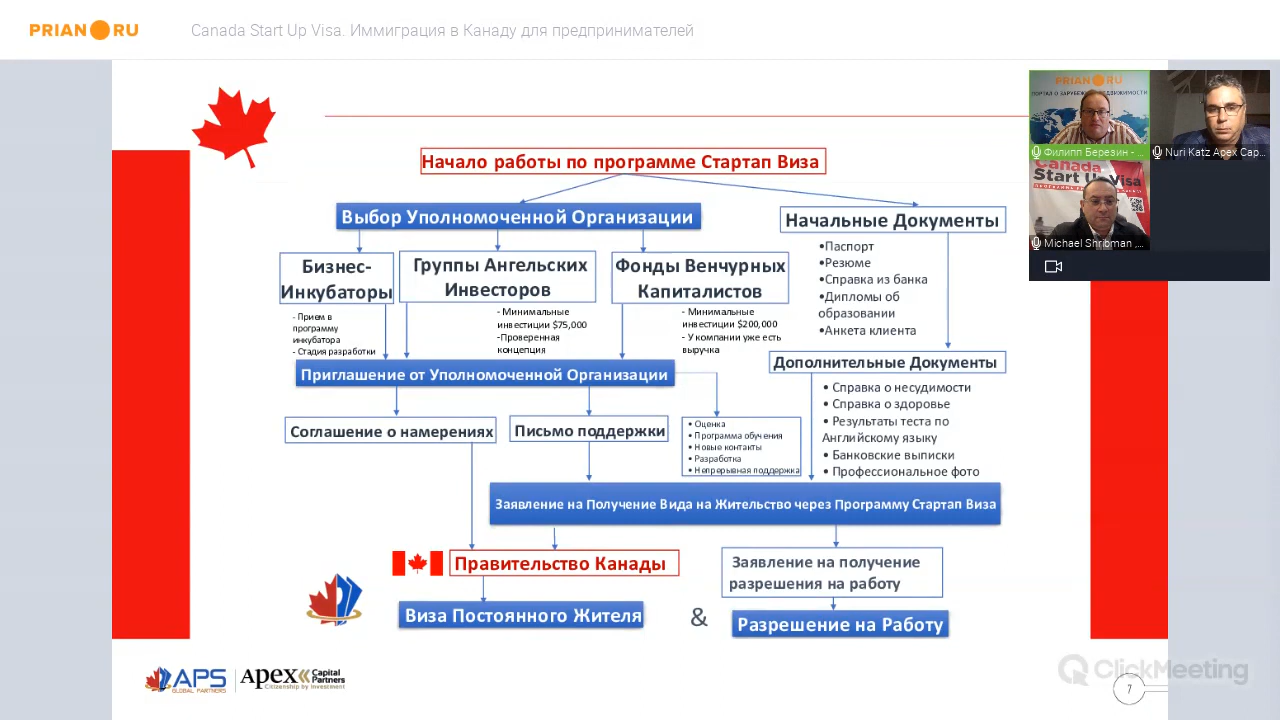 PRIAN RU
Canada Start Up Visa. Иммиграция в Канаду для предпринимателей
PRIAN RU
Филипп Березин - ...
Nuri Katz Apex Cap...
Canada
Start Up Visa
Michael Shribman ,...
Начало работы по программе Стартап Виза
Выбор Уполномоченной Организации
Начальные Документы
•Паспорт
•Резюме
•Справка из банка
•Дипломы об
образовании
•Анкета клиента
Бизнес-
Инкубаторы
Группы Ангельских
Инвесторов
Фонды Венчурных
Капиталистов
- Прием в
программу
инкубатора
- Стадия разработки
- Минимальные
инвестиции $75,000
-Проверенная
концепция
- Минимальные
инвестиции $200,000
- У компании уже есть
выручка
Приглашение от Уполномоченной Организации
Дополнительные Документы
• Справка о несудимости
• Справка о здоровье
• Результаты теста по
Английскому языку
• Банковские выписки
• Профессиональное фото
Соглашение о намерениях
Письмо поддержки
• Оценка
• Программа обучения
• Новые контакты
• Разработка
• Непрерывная поддержка
Заявление на Получение Вида на Жительство через Программу Стартап Виза
Правительство Канады
Заявление на получение
разрешения на работу
Виза Постоянного Жителя
&
Разрешение на Работу
APS
GLOBAL PARTNERS
Apex Capital
Partners
Citizenship by Investment
ClickMeeting
7